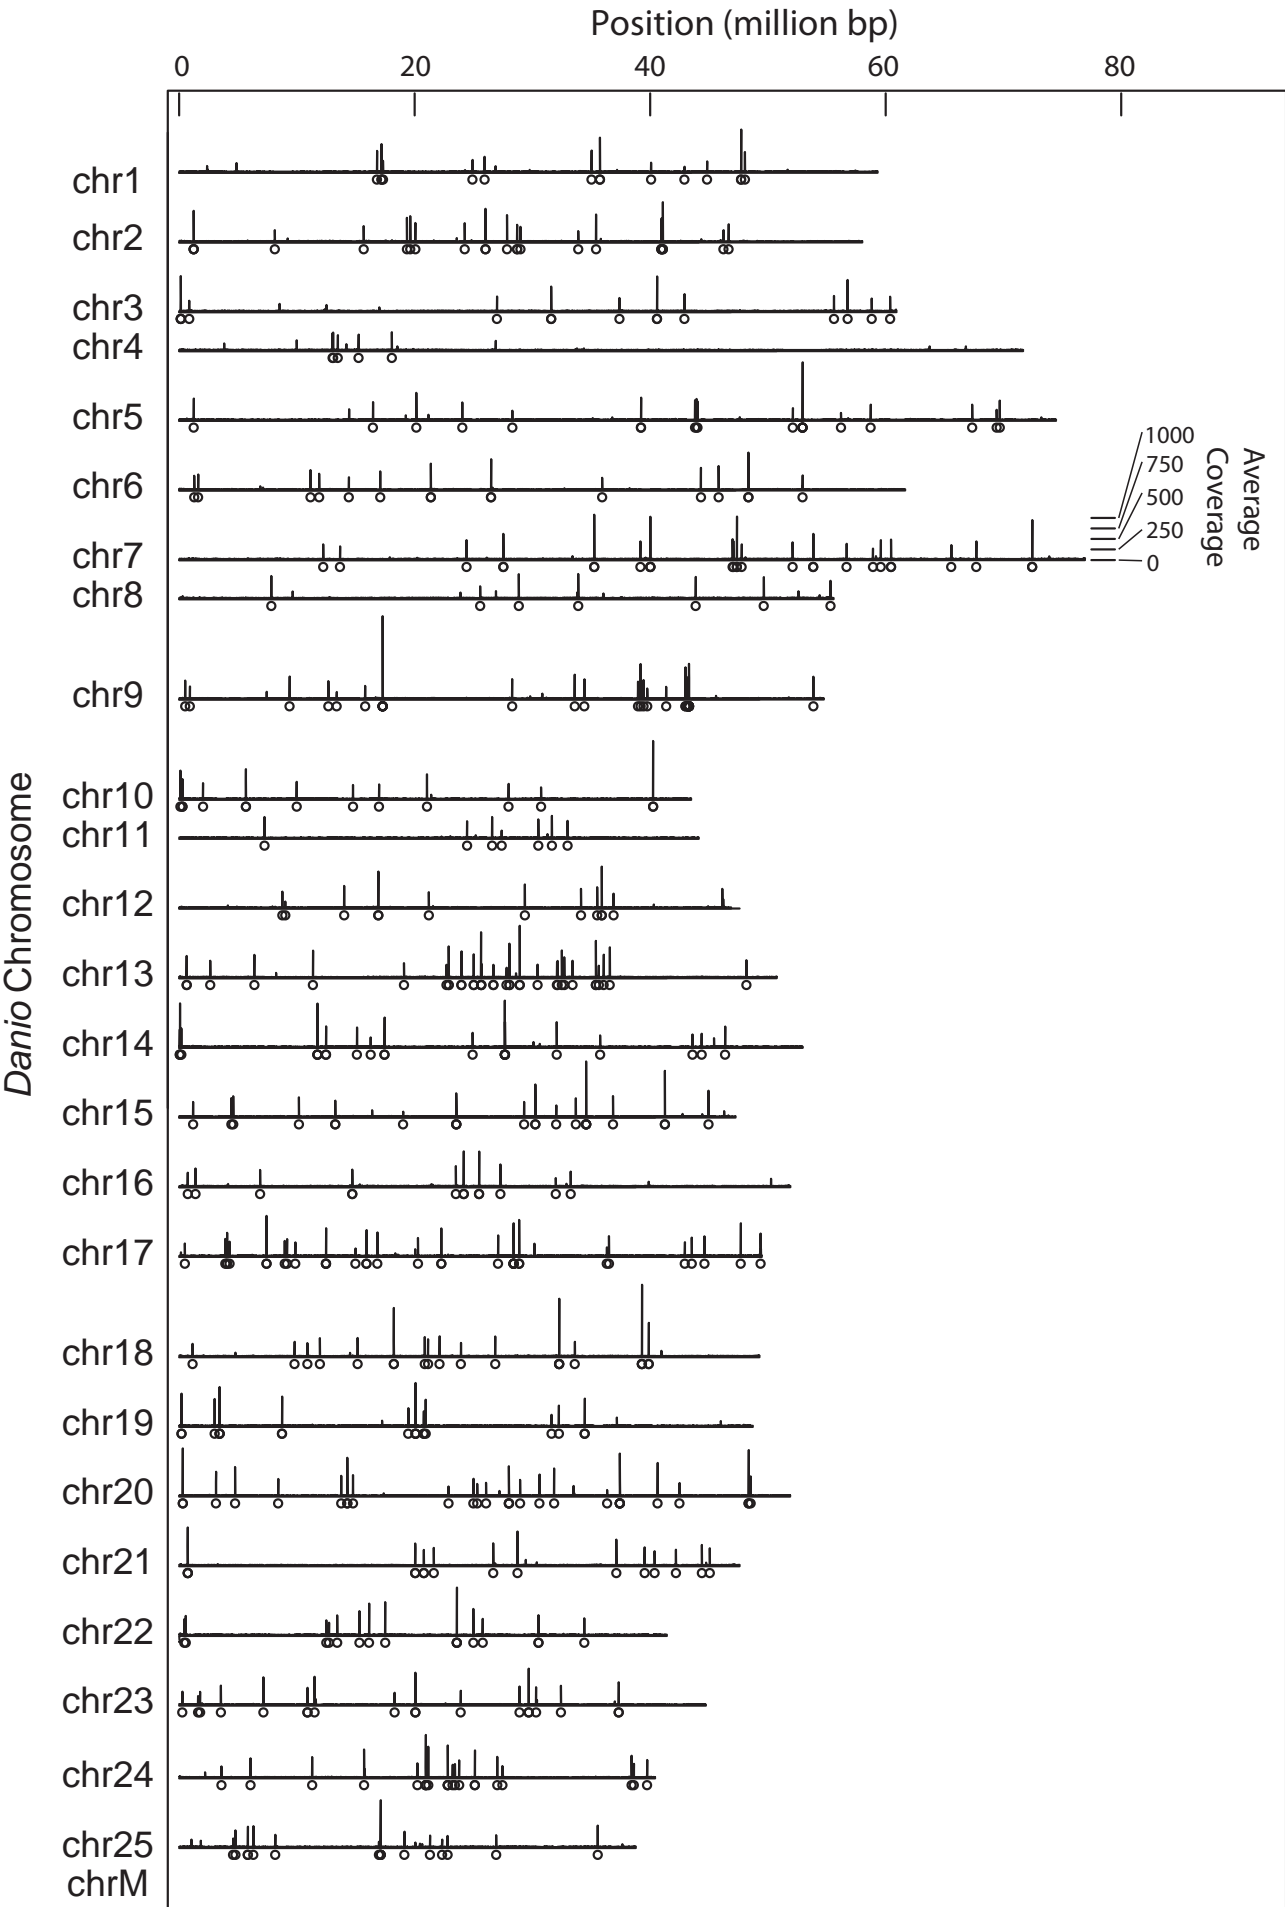 Position (million bp)
0 20 40 60 80
chr1
chr2
chr3
chr4
chr5
1000
750
500
250
0
Average
Coverage
chr6
chr7
chr8
chr9
Danio Chromosome
chr10
chr11
chr12
chr13
chr14
chr15
chr16
chr17
chr18
chr19
chr20
chr21
chr22
chr23
chr24
chr25
chrM